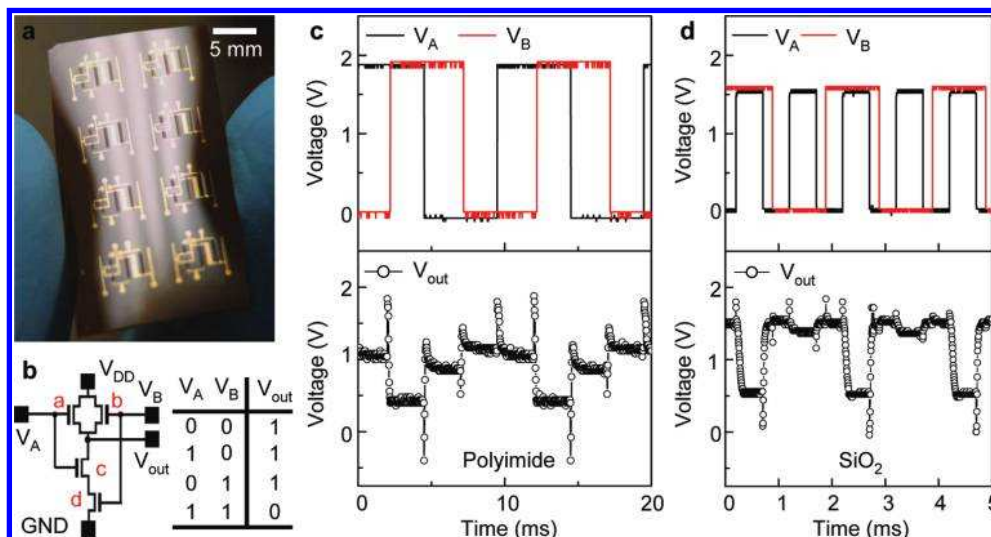 a
5 mm
b
V_DD
V_B
a
b
V_A
V_out
c
d
GND
V_A V_B V_out
0 0 1
1 0 1
0 1 1
1 1 0
c
V_A V_B
2
1
0
Voltage (V)
V_out
2
1
0
Voltage (V)
Polyimide
0 10 20
Time (ms)
d
V_A V_B
2
1
0
Voltage (V)
V_out
2
1
0
Voltage (V)
SiO₂
0 1 2 3 4 5
Time (ms)